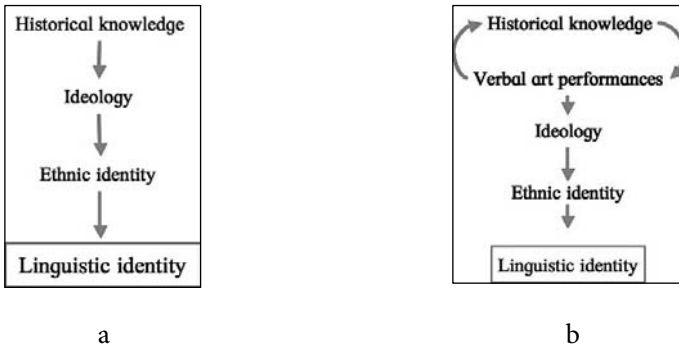 Historical knowledge
Ideology
Ethnic identity
Linguistic identity
a
Historical knowledge
Verbal art performances
Ideology
Ethnic identity
Linguistic identity
b